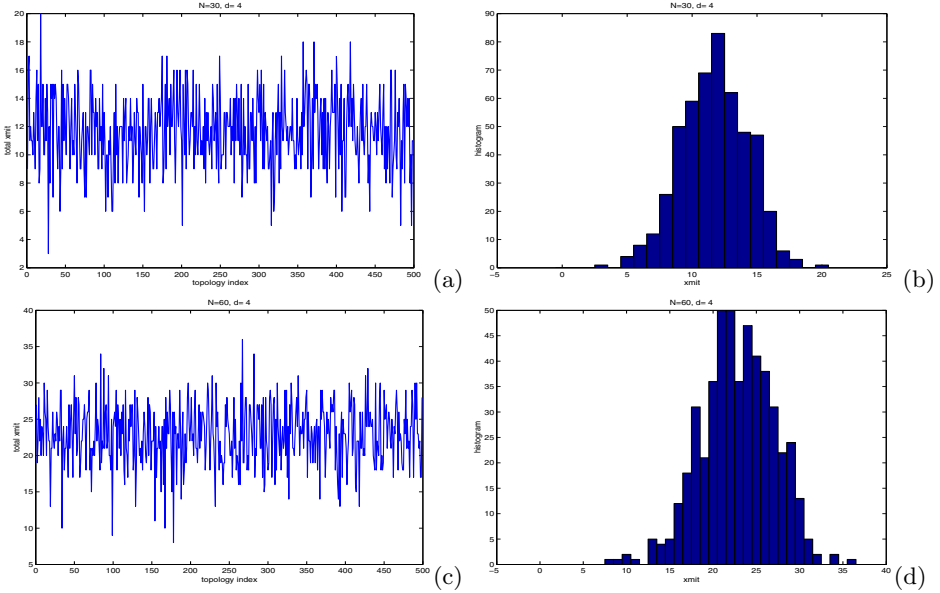 N=30, d= 4
20
18
16
14
12
10
8
6
4
2
total xmit
0 50 100 150 200 250 300 350 400 450 500
topology index
(a)
N=30, d= 4
90
80
70
60
50
40
30
20
10
0
histogram
-5 0 5 10 15 20 25
xmit
(b)
N=60, d= 4
40
35
30
25
20
15
10
5
total xmit
0 50 100 150 200 250 300 350 400 450 500
topology index
(c)
N=60, d= 4
50
45
40
35
30
25
20
15
10
5
0
histogram
-5 0 5 10 15 20 25 30 35 40
xmit
(d)